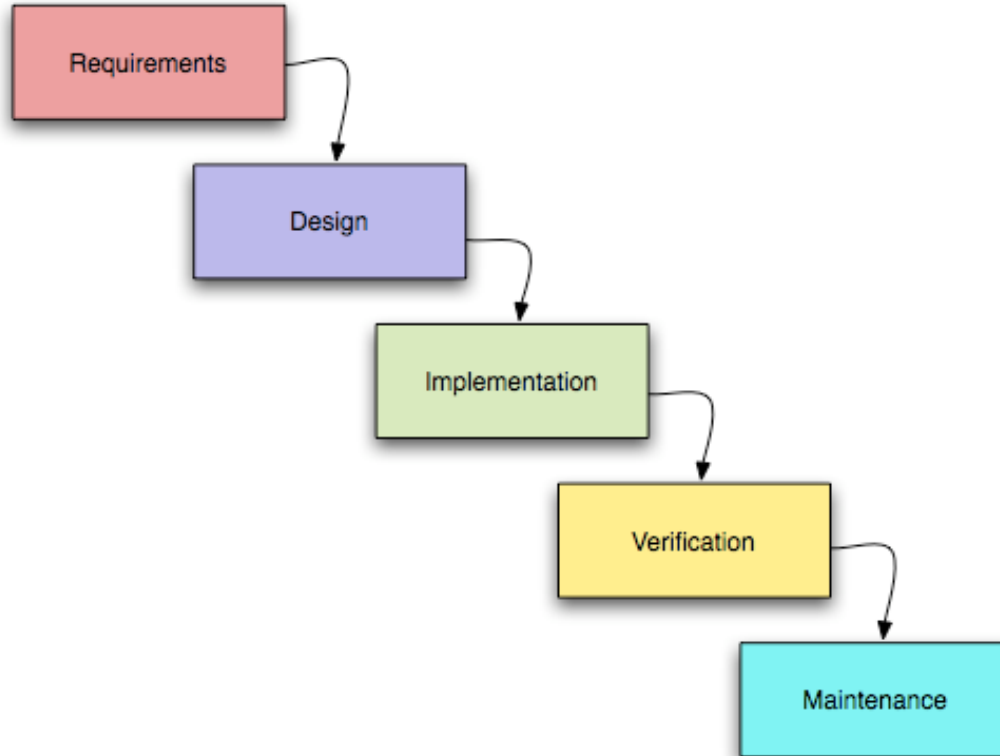 Requirements
Design
Implementation
Verification
Maintenance